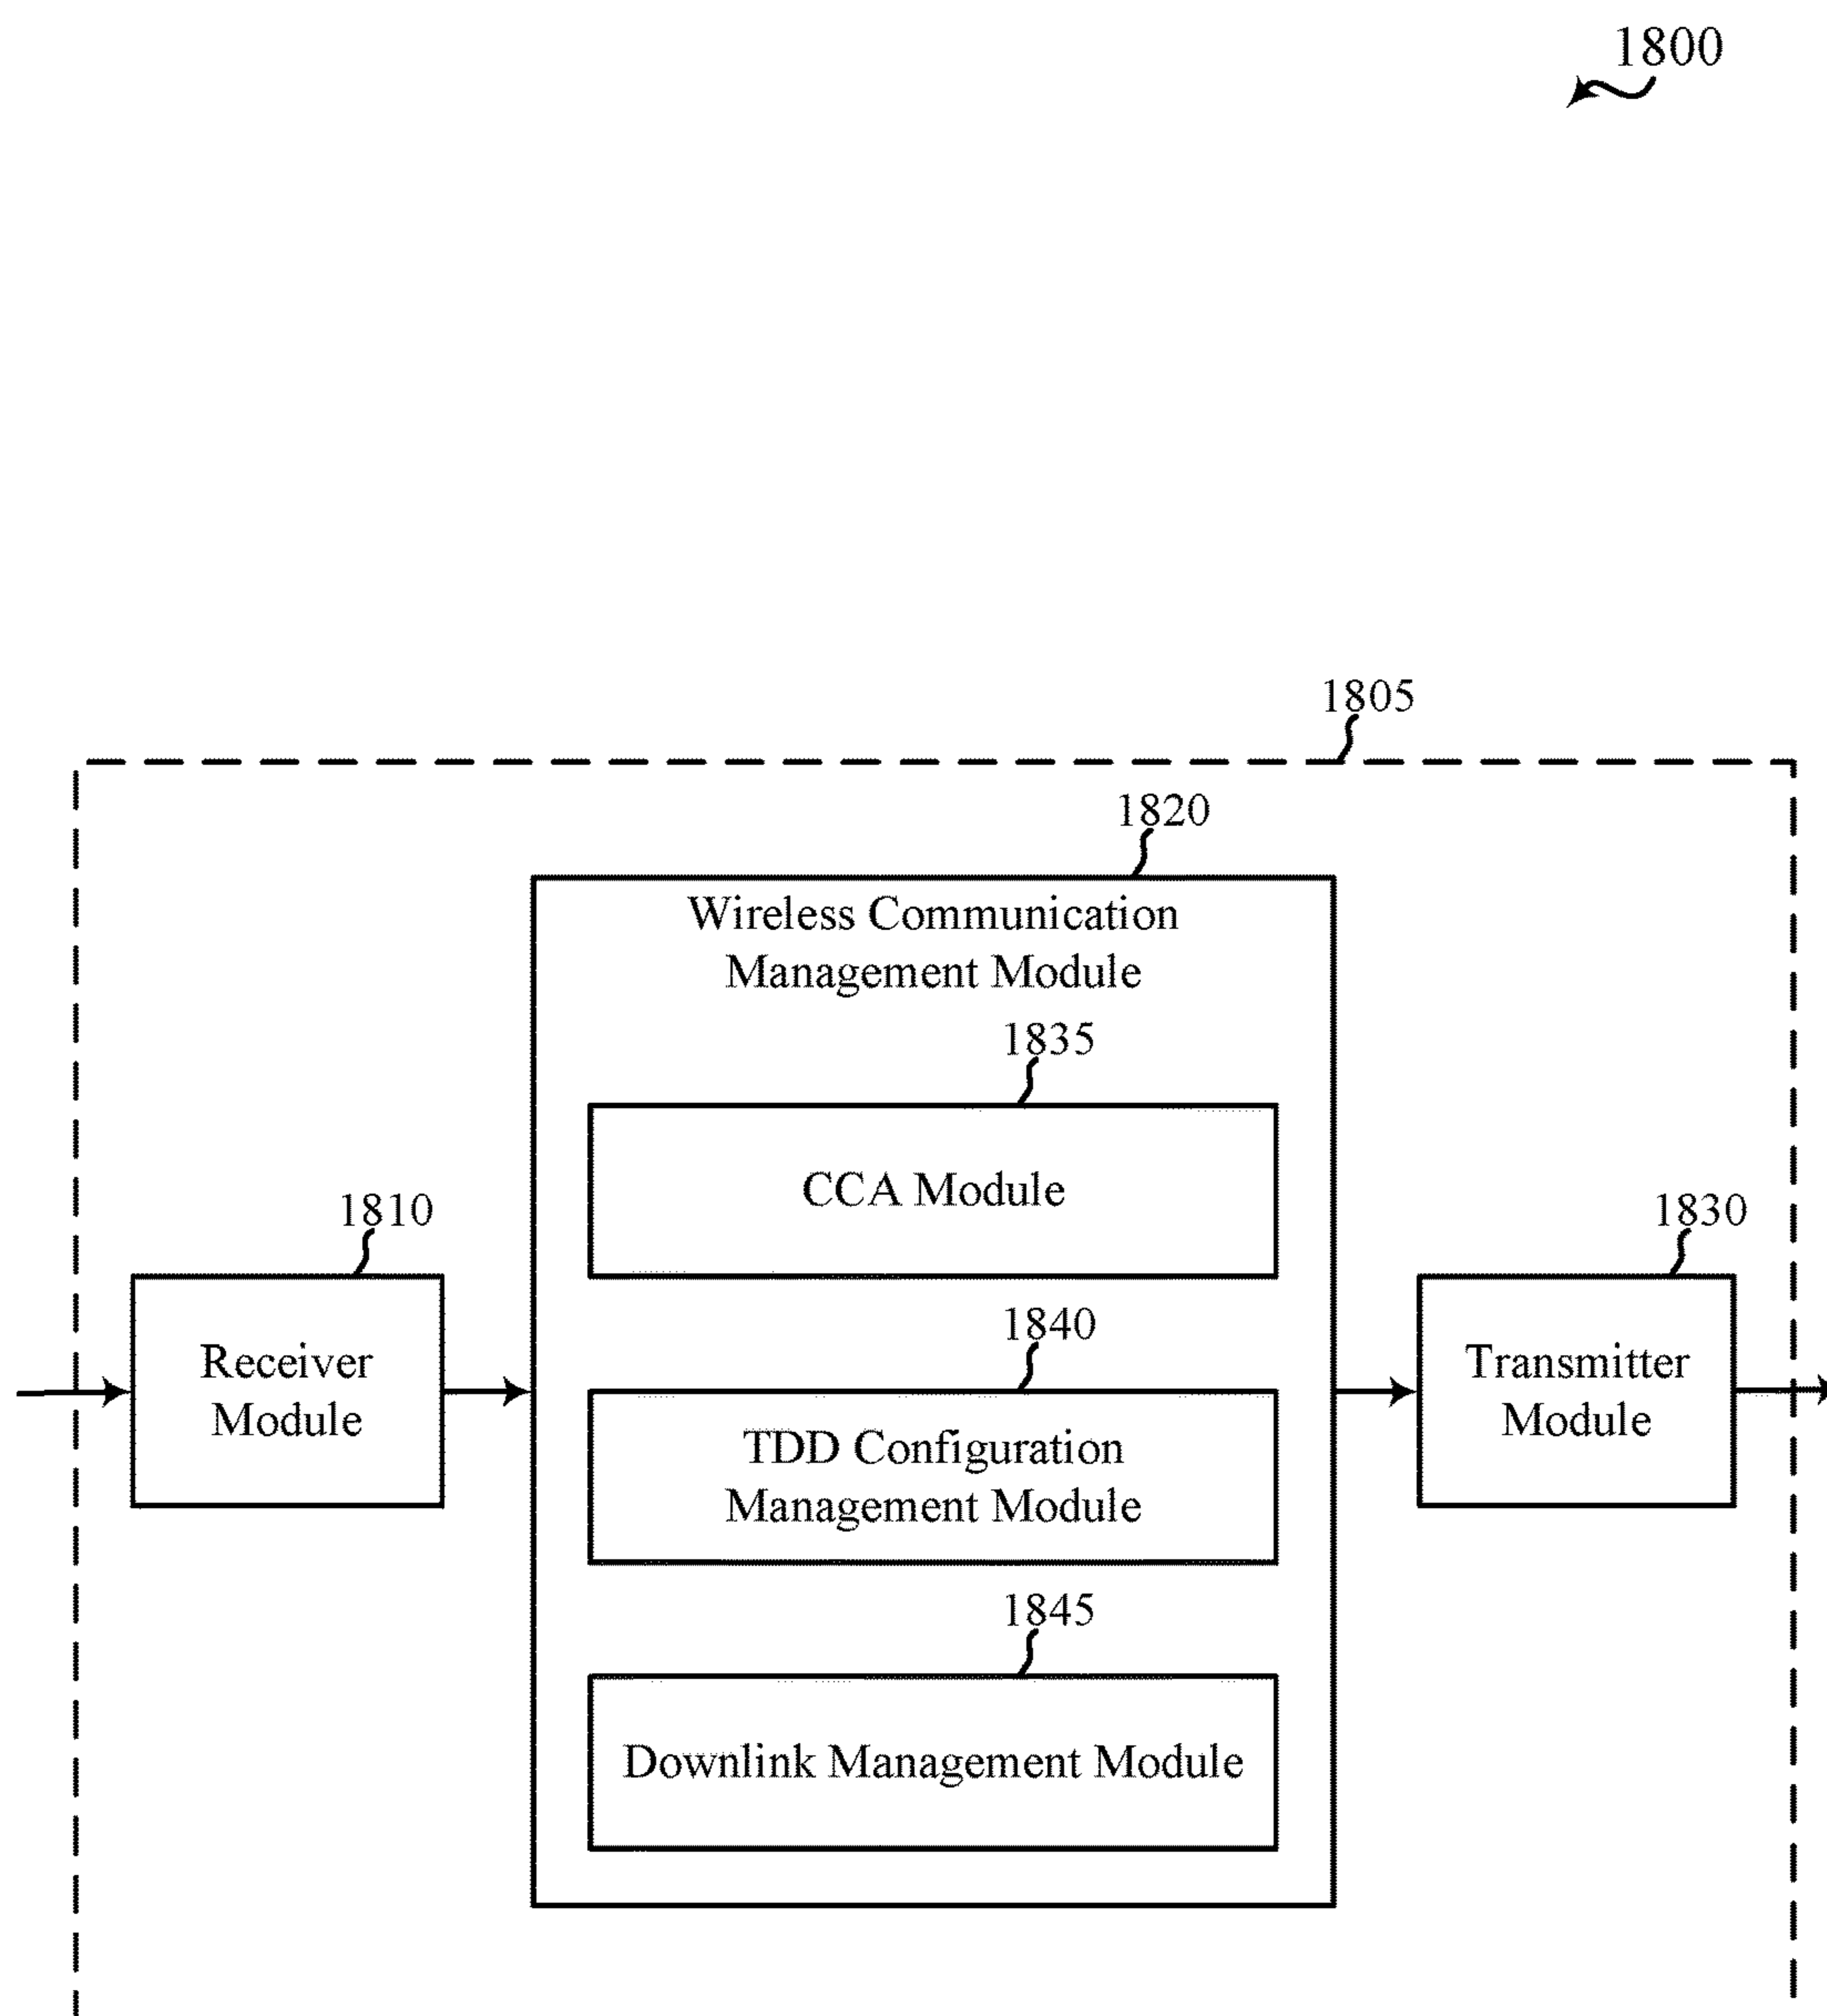 1800
1805
1820
Wireless Communication
Management Module
1835
CCA Module
1810
Receiver
Module
1840
TDD Configuration
Management Module
1830
Transmitter
Module
1845
Downlink Management Module